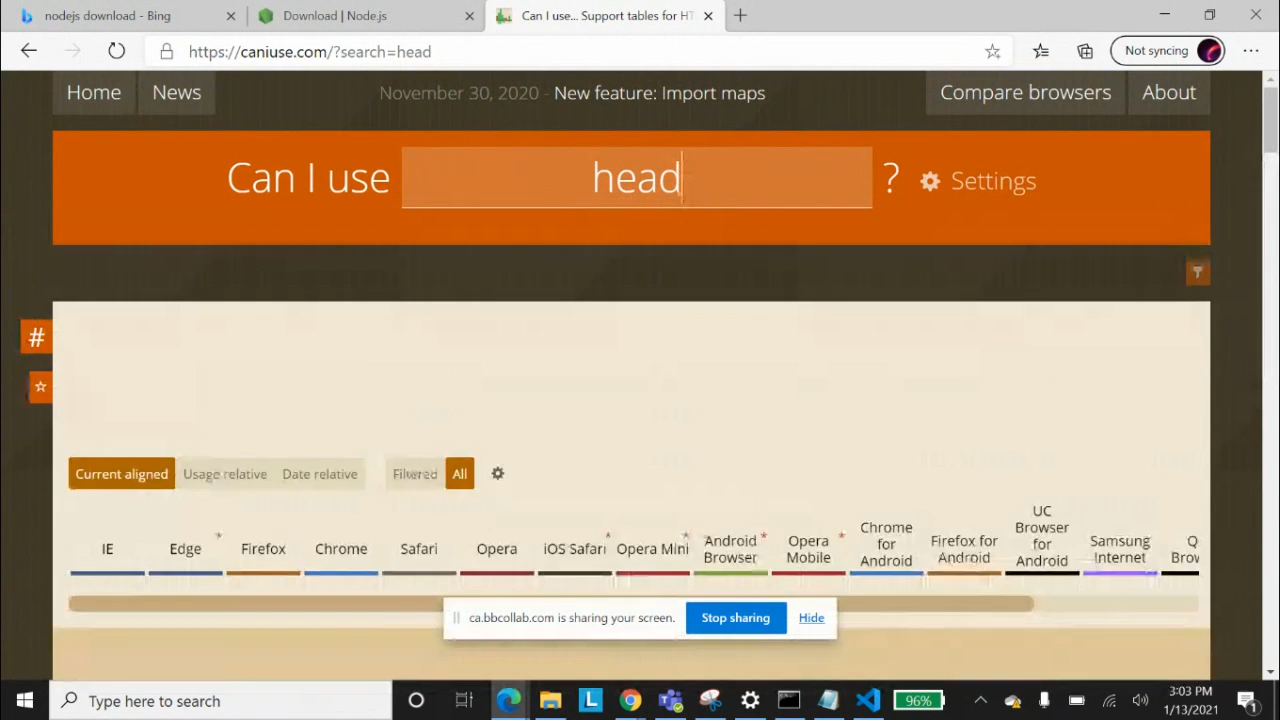 nodejs download - Bing
Download | Node.js
Can I use... Support tables for HT
https://caniuse.com/?search=head
Not syncing
Home
News
November 30, 2020 - New feature: Import maps
Compare browsers
About
Can I use head ?
Settings
#
Current aligned
Usage relative
Date relative
Filtered
All
IE
Edge *
Firefox
Chrome
Safari
Opera
iOS Safari *
Opera Mini *
Android Browser *
Opera Mobile *
Chrome for Android
Firefox for Android
UC Browser for Android
Samsung Internet
Q
Brow
ca.bbcollab.com is sharing your screen.
Stop sharing
Hide
Type here to search
L
96%
3:03 PM
1/13/2021
1